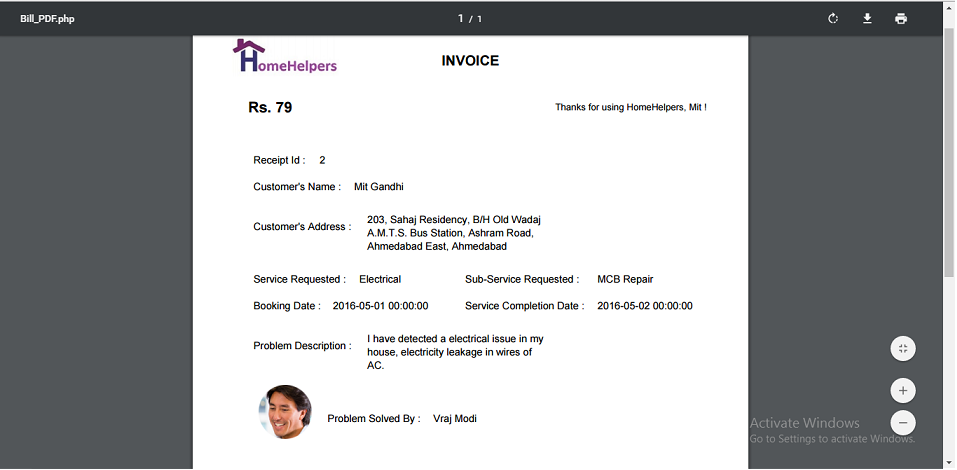 Bill_PDF.php
1 / 1
HomeHelpers
INVOICE
Rs. 79
Thanks for using HomeHelpers, Mit !
Receipt Id : 2
Customer's Name : Mit Gandhi
Customer's Address :
203, Sahaj Residency, B/H Old Wadaj
A.M.T.S. Bus Station, Ashram Road,
Ahmedabad East, Ahmedabad
Service Requested : Electrical
Sub-Service Requested : MCB Repair
Booking Date : 2016-05-01 00:00:00
Service Completion Date : 2016-05-02 00:00:00
Problem Description :
I have detected a electrical issue in my
house, electricity leakage in wires of
AC.
Problem Solved By : Vraj Modi
Activate Windows
Go to Settings to activate Windows.